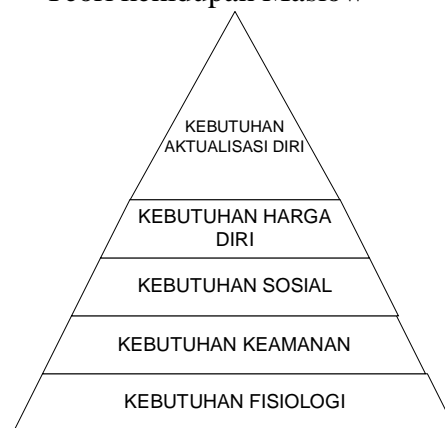 KEBUTUHAN
AKTUALISASI DIRI
KEBUTUHAN HARGA
DIRI
KEBUTUHAN SOSIAL
KEBUTUHAN KEAMANAN
KEBUTUHAN FISIOLOGI